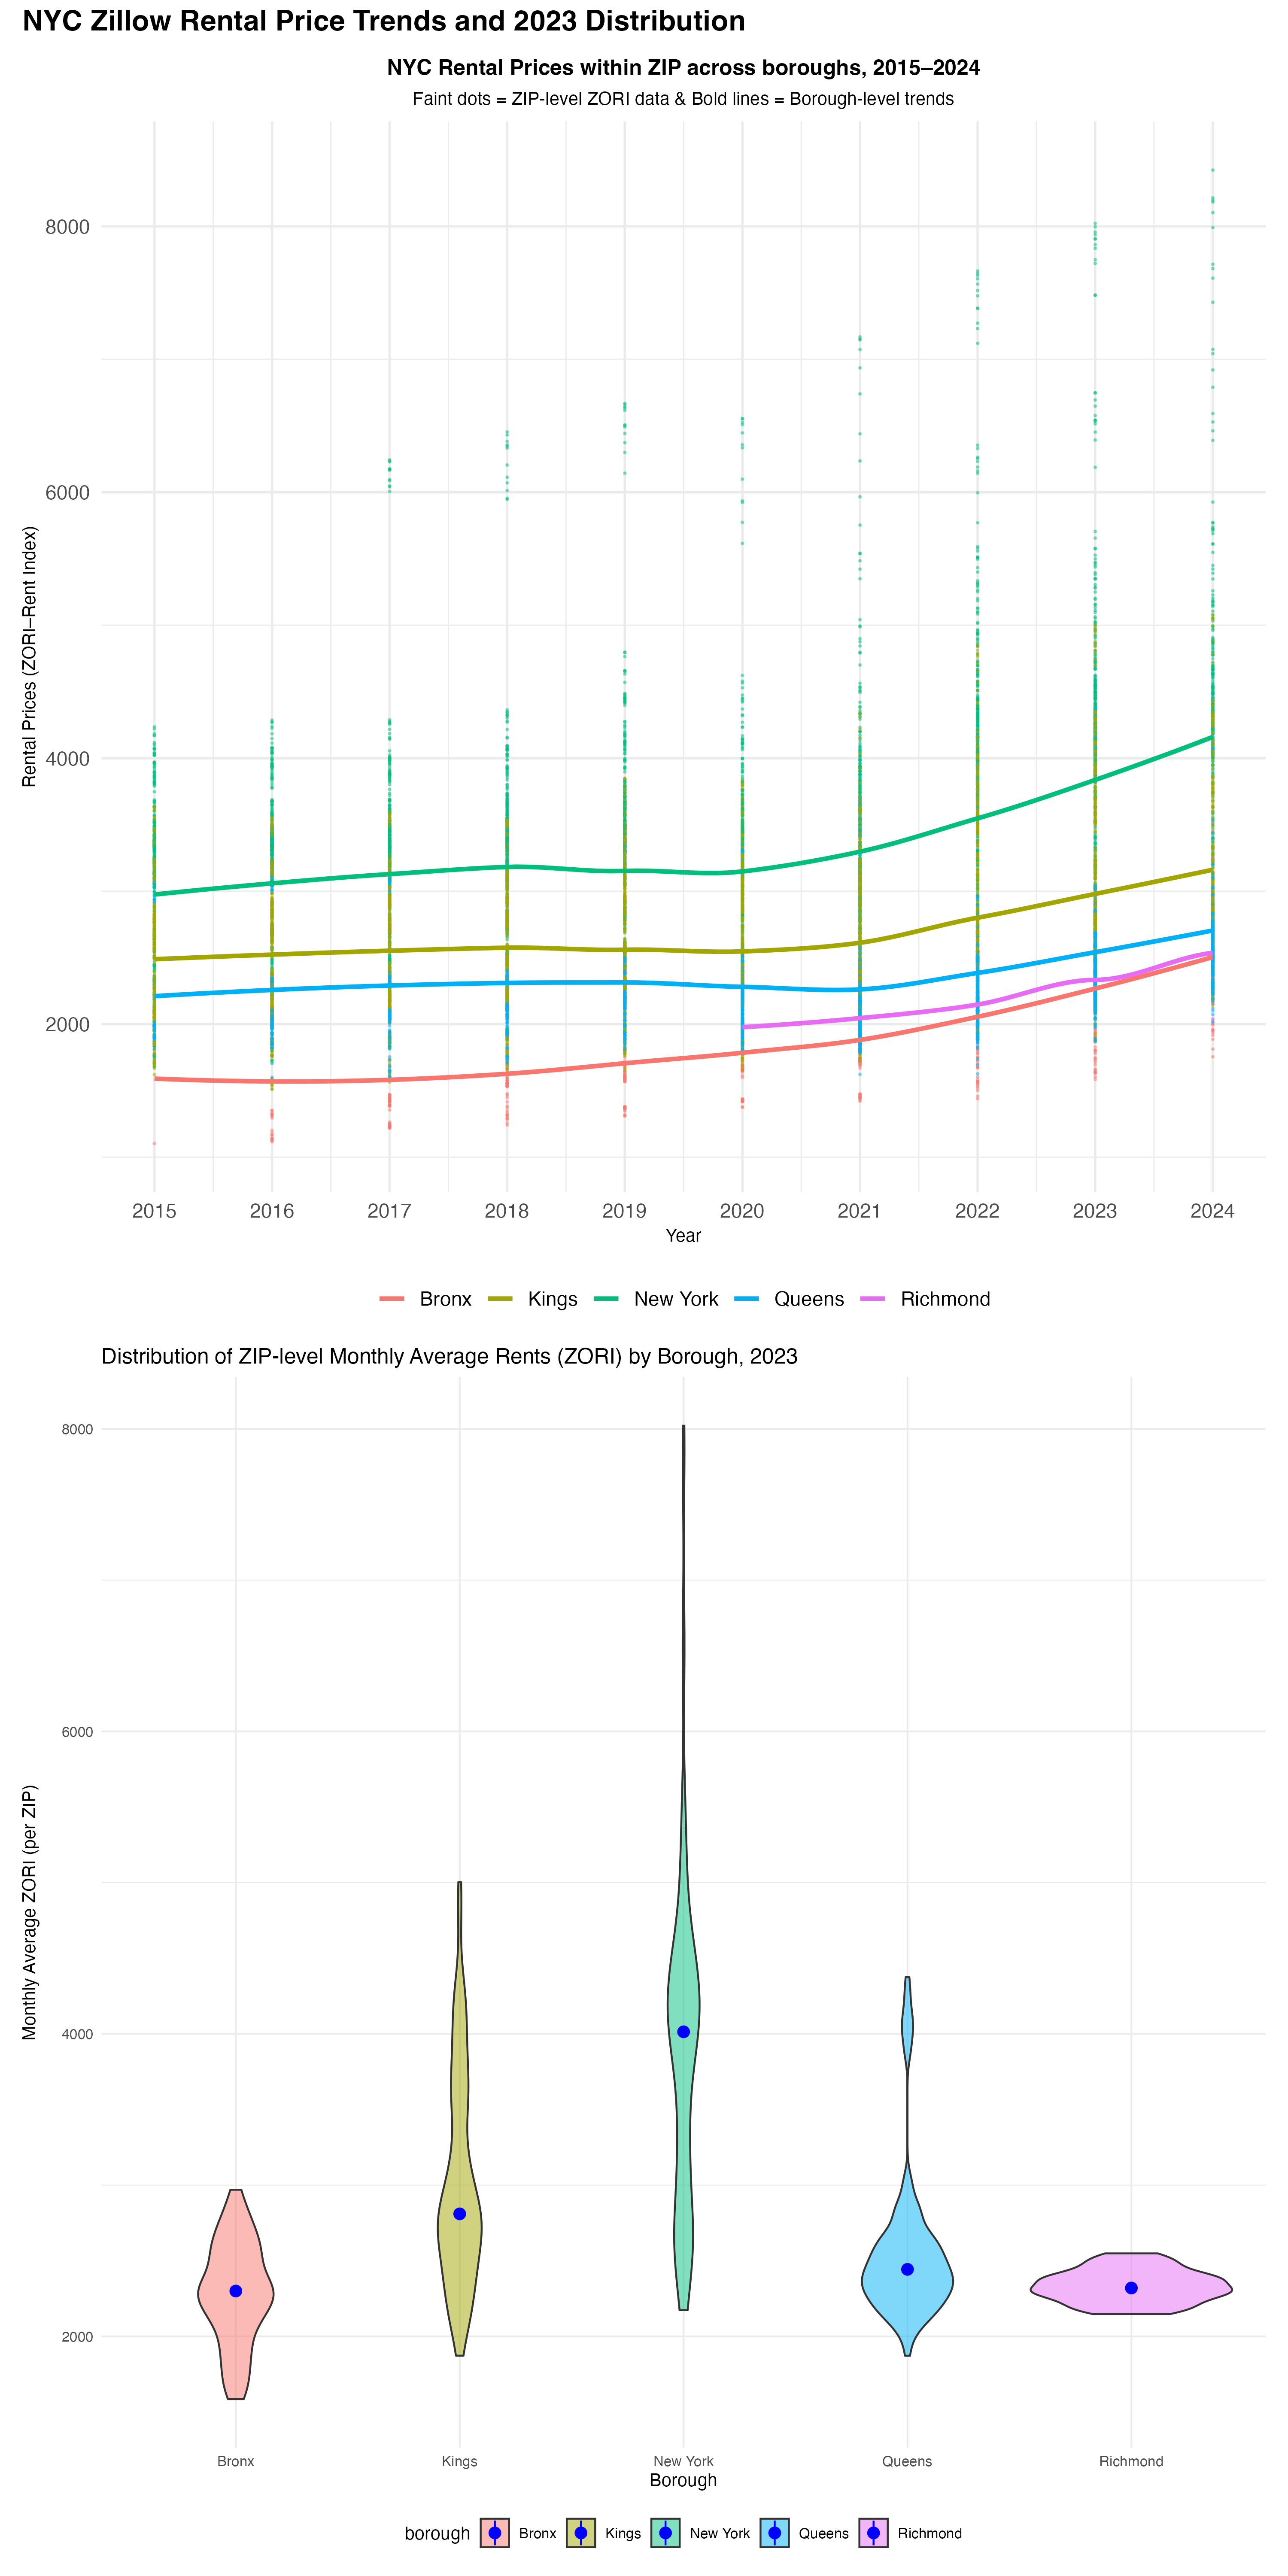 NYC Zillow Rental Price Trends and 2023 Distribution
NYC Rental Prices within ZIP across boroughs, 2015–2024
Faint dots = ZIP-level ZORI data & Bold lines = Borough-level trends
Rental Prices (ZORI–Rent Index)
8000
6000
4000
2000
2015 2016 2017 2018 2019 2020 2021 2022 2023 2024
Year
Bronx Kings New York Queens Richmond
Distribution of ZIP-level Monthly Average Rents (ZORI) by Borough, 2023
Monthly Average ZORI (per ZIP)
8000
6000
4000
2000
Bronx Kings New York Queens Richmond
Borough
borough Bronx Kings New York Queens Richmond